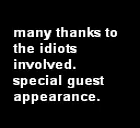 many thanks to
the idiots
involved.
special guest
appearance.